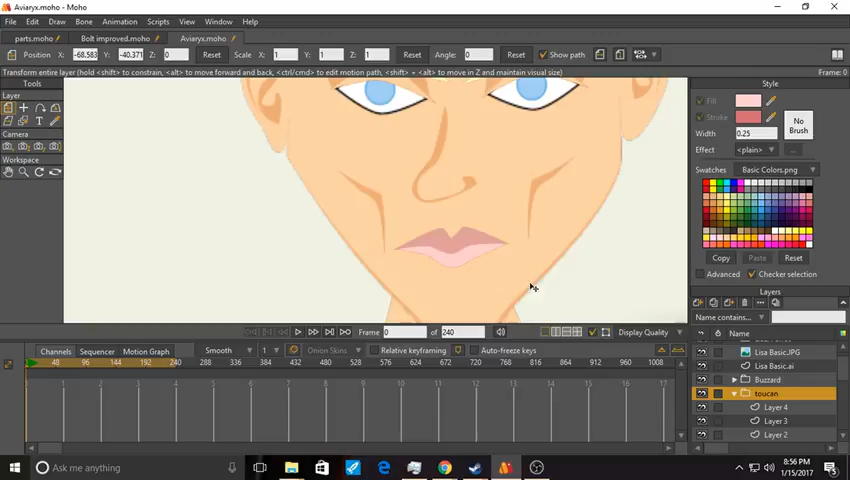 Aviaryx.moho - Moho
File Edit Draw Bone Animation Scripts View Window Help
parts.moho Bolt improved.moho Aviaryx.moho
Position X -68.583 Y -40.371 Z 0 Reset Scale X 1 Y 1 Z 1 Reset Angle: 0 Reset Show path
Transform entire layer (hold <shift> to constrain, <alt> to move forward and back, <ctrl/cmd> to edit motion path, <shift> + <alt> to move in Z and maintain visual size) Frame: 0
Tools
Layer
T
Camera
Workspace
Style
Fill
Stroke
No
Brush
Width 0.25
Effect <plain> ...
Swatches Basic Colors.png
Copy Paste Reset
Advanced Checker selection
Layers
Name contains...
Name
Lisa Basic.JPG
Lisa Basic.ai
Buzzard
toucan
Layer 4
Layer 3
Layer 2
Frame 0 of 240 Display Quality
Channels Sequencer Motion Graph Smooth 1 Onion Skins Relative keyframing Auto-freeze keys
48 96 144 192 240 288 336 384 432 480 528 576 624 672 720 768 816 864 912 960 1008
1 2 3 4 5 6 7 8 9 10 11 12 13 14 15 16 17
Ask me anything
8:56 PM
1/15/2017